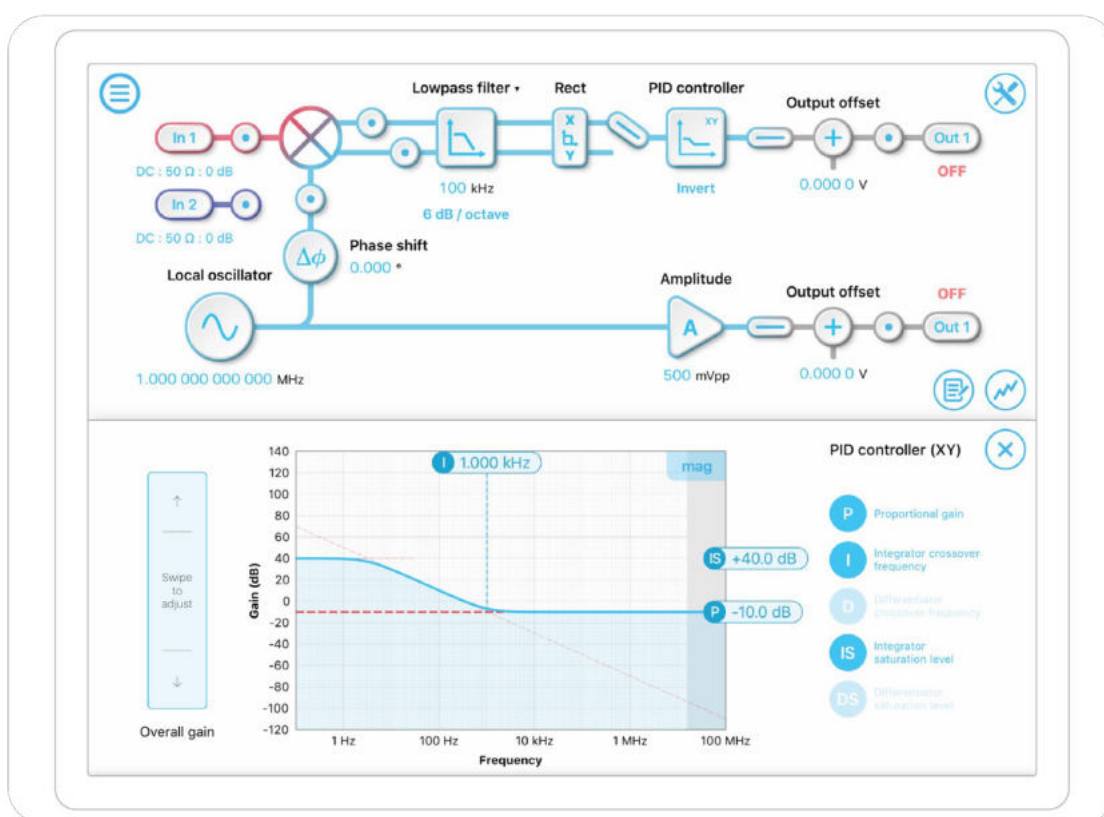 Lowpass filter ▾
Rect
PID controller
Output offset
In 1
X
Y
XY
Out 1
DC : 50 Ω : 0 dB
100 kHz
Invert
0.000 0 V
OFF
In 2
6 dB / octave
DC : 50 Ω : 0 dB
Phase shift
Δϕ
0.000 °
Local oscillator
Amplitude
Output offset
OFF
A
Out 1
1.000 000 000 000 MHz
500 mVpp
0.000 0 V
PID controller (XY)
Swipe
to
adjust
Overall gain
Gain (dB)
140
120
100
80
60
40
20
0
-20
-40
-60
-80
-100
-120
I 1.000 kHz
mag
IS +40.0 dB
P -10.0 dB
1 Hz
100 Hz
10 kHz
1 MHz
100 MHz
Frequency
P Proportional gain
I Integrator crossover
frequency
D Differentiator
crossover frequency
IS Integrator
saturation level
DS Differentiator
saturation level